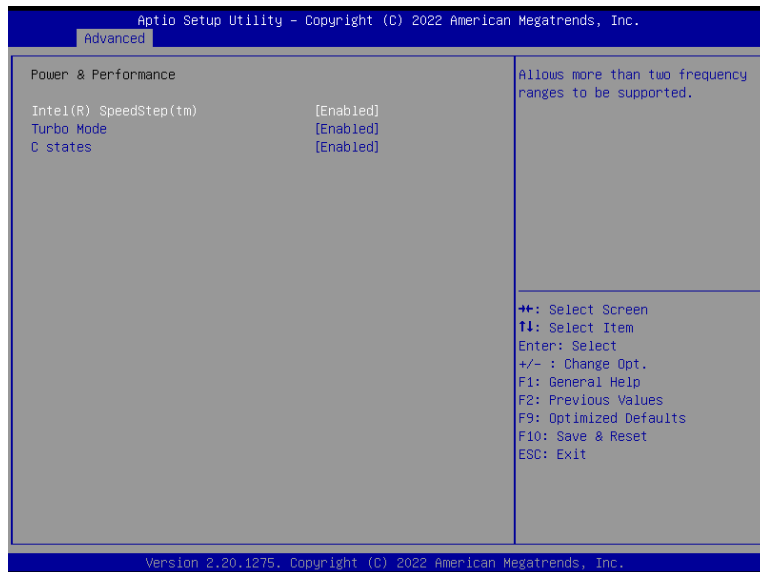 Aptio Setup Utility – Copyright (C) 2022 American Megatrends, Inc.
Advanced
Power & Performance
Intel(R) SpeedStep(tm) [Enabled]
Turbo Mode [Enabled]
C states [Enabled]
Allows more than two frequency
ranges to be supported.
→←: Select Screen
↑↓: Select Item
Enter: Select
+/- : Change Opt.
F1: General Help
F2: Previous Values
F9: Optimized Defaults
F10: Save & Reset
ESC: Exit
Version 2.20.1275. Copyright (C) 2022 American Megatrends, Inc.